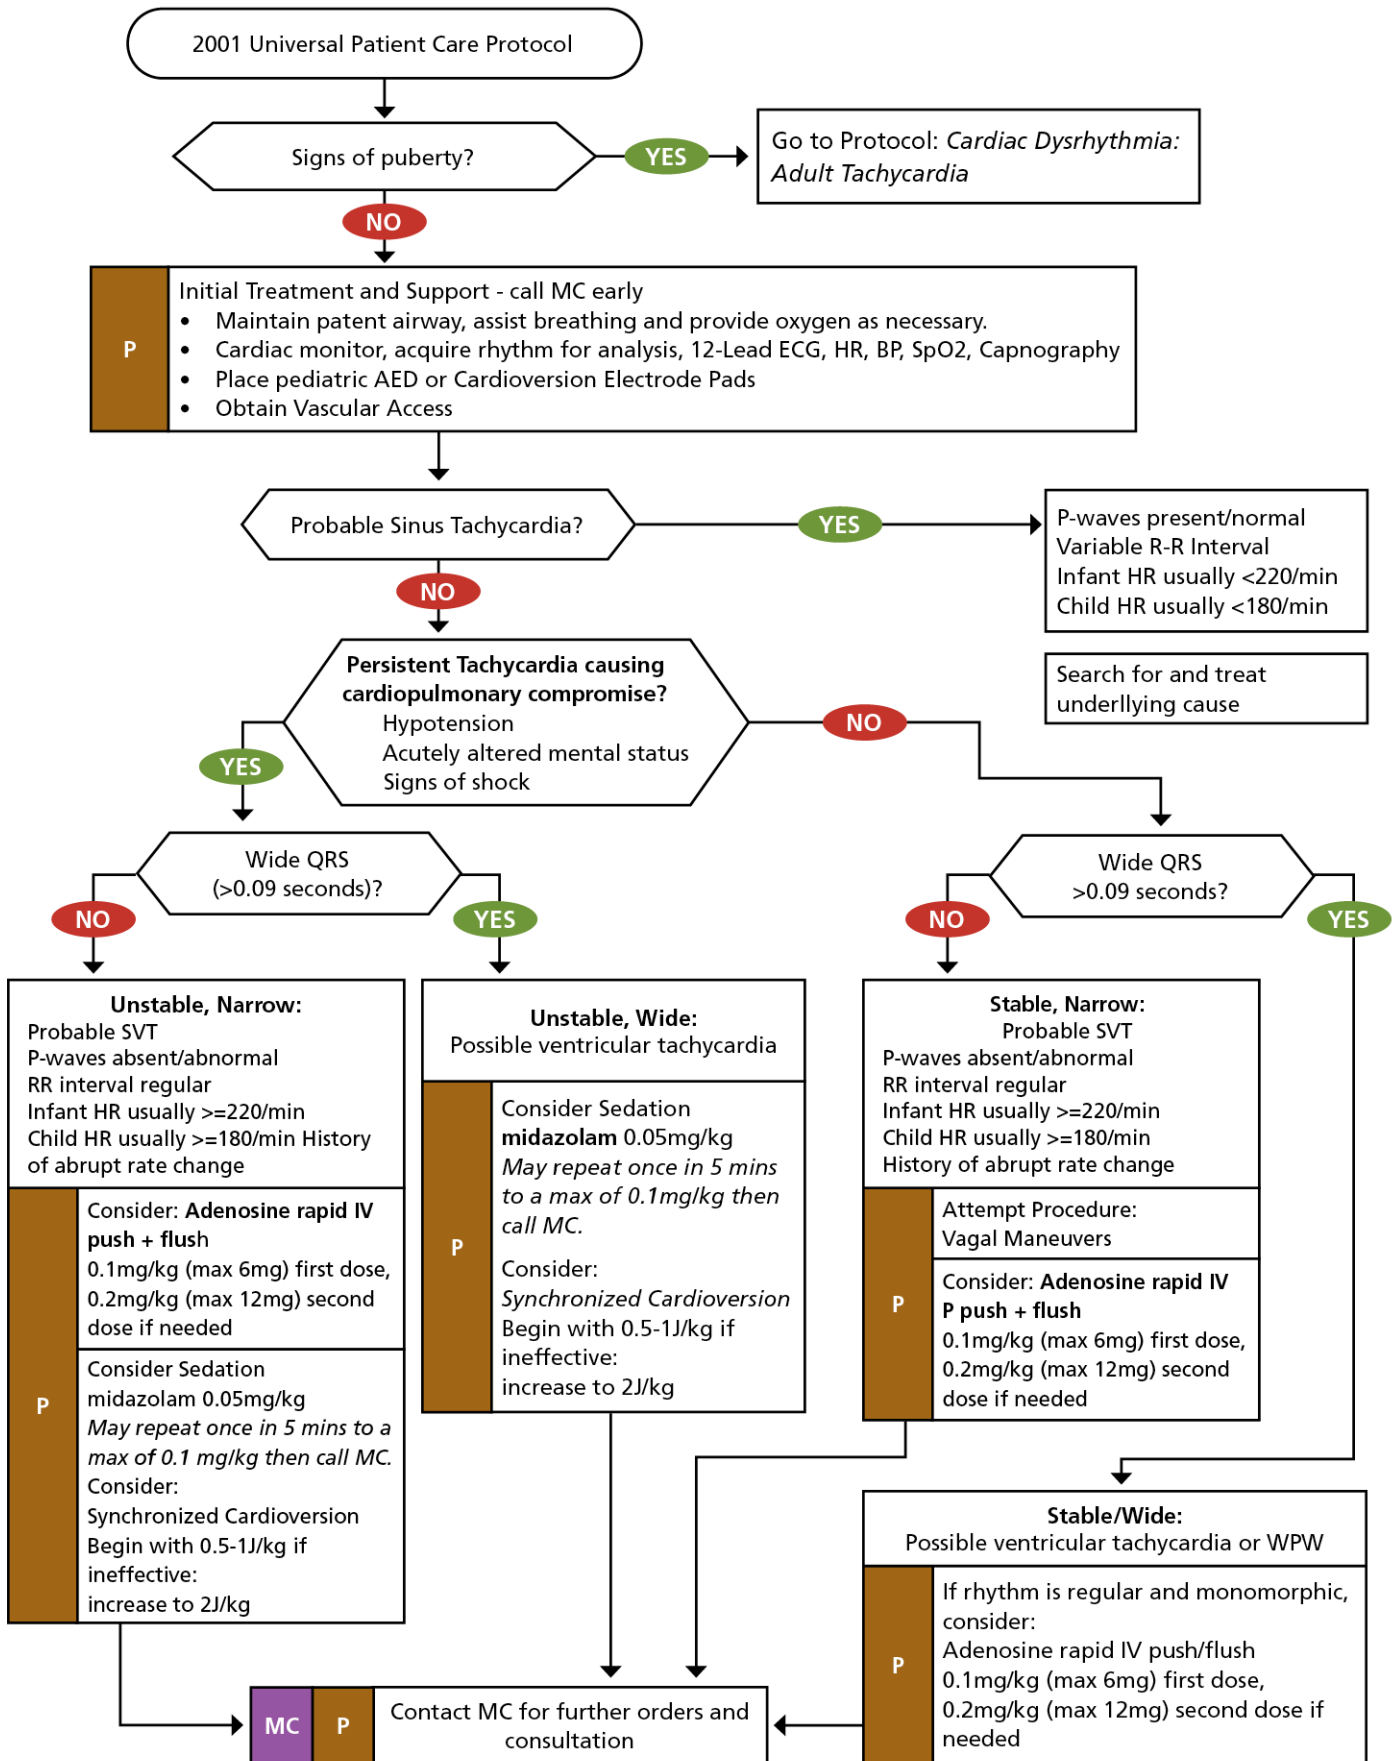 2001 Universal Patient Care Protocol
Signs of puberty?
YES
Go to Protocol: Cardiac Dysrhythmia:
Adult Tachycardia
NO
P
Initial Treatment and Support - call MC early
• Maintain patent airway, assist breathing and provide oxygen as necessary.
• Cardiac monitor, acquire rhythm for analysis, 12-Lead ECG, HR, BP, SpO2, Capnography
• Place pediatric AED or Cardioversion Electrode Pads
• Obtain Vascular Access
Probable Sinus Tachycardia?
YES
P-waves present/normal
Variable R-R Interval
Infant HR usually <220/min
Child HR usually <180/min
Search for and treat
underllying cause
NO
Persistent Tachycardia causing
cardiopulmonary compromise?
Hypotension
Acutely altered mental status
Signs of shock
YES
NO
Wide QRS
(>0.09 seconds)?
NO
YES
Wide QRS
>0.09 seconds?
NO
YES
Unstable, Narrow:
Probable SVT
P-waves absent/abnormal
RR interval regular
Infant HR usually >=220/min
Child HR usually >=180/min History
of abrupt rate change
P
Consider: Adenosine rapid IV
push + flush
0.1mg/kg (max 6mg) first dose,
0.2mg/kg (max 12mg) second
dose if needed
Consider Sedation
midazolam 0.05mg/kg
May repeat once in 5 mins to a
max of 0.1 mg/kg then call MC.
Consider:
Synchronized Cardioversion
Begin with 0.5-1J/kg if
ineffective:
increase to 2J/kg
Unstable, Wide:
Possible ventricular tachycardia
P
Consider Sedation
midazolam 0.05mg/kg
May repeat once in 5 mins
to a max of 0.1mg/kg then
call MC.
Consider:
Synchronized Cardioversion
Begin with 0.5-1J/kg if
ineffective:
increase to 2J/kg
Stable, Narrow:
Probable SVT
P-waves absent/abnormal
RR interval regular
Infant HR usually >=220/min
Child HR usually >=180/min
History of abrupt rate change
P
Attempt Procedure:
Vagal Maneuvers
Consider: Adenosine rapid IV
P push + flush
0.1mg/kg (max 6mg) first dose,
0.2mg/kg (max 12mg) second
dose if needed
Stable/Wide:
Possible ventricular tachycardia or WPW
P
If rhythm is regular and monomorphic,
consider:
Adenosine rapid IV push/flush
0.1mg/kg (max 6mg) first dose,
0.2mg/kg (max 12mg) second dose if
needed
MC
P
Contact MC for further orders and
consultation